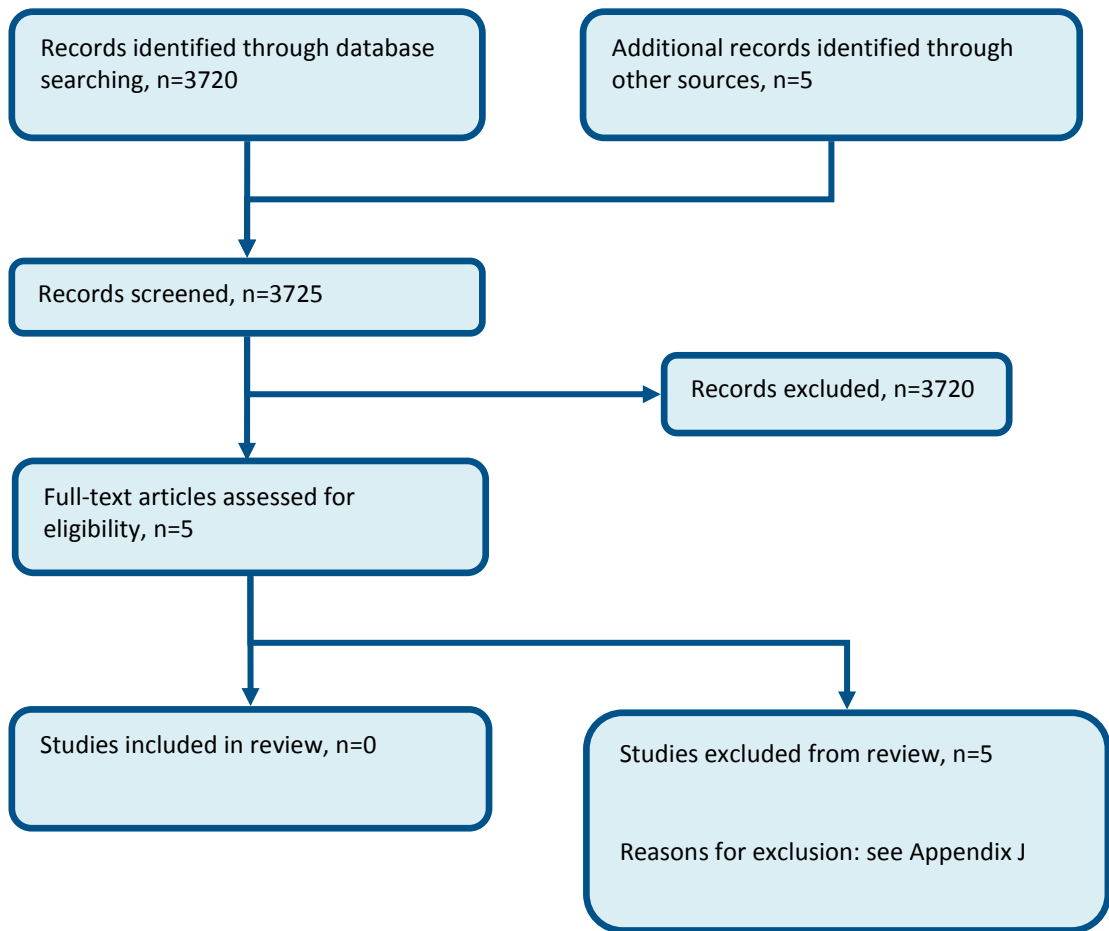 Records identified through database
searching, n=3720
Additional records identified through
other sources, n=5
Records screened, n=3725
Records excluded, n=3720
Full-text articles assessed for
eligibility, n=5
Studies included in review, n=0
Studies excluded from review, n=5
Reasons for exclusion: see Appendix J